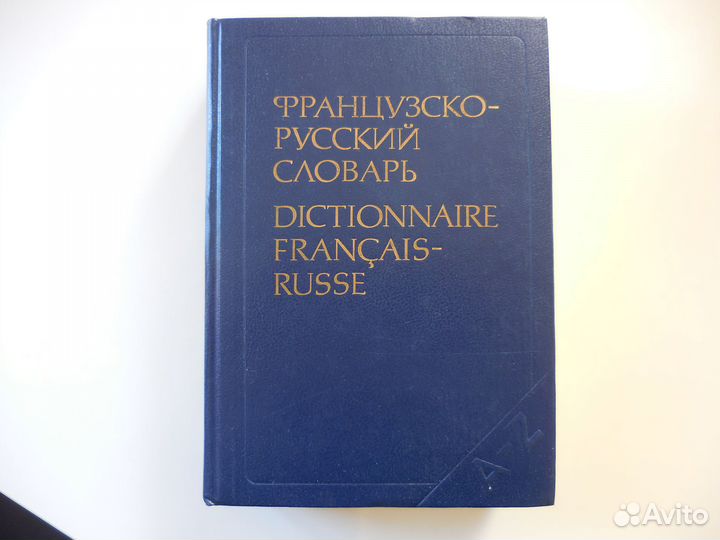 ФРАНЦУЗСКО-
РУССКИЙ
СЛОВАРЬ
DICTIONNAIRE
FRANÇAIS-
RUSSE
A-Z
Avito